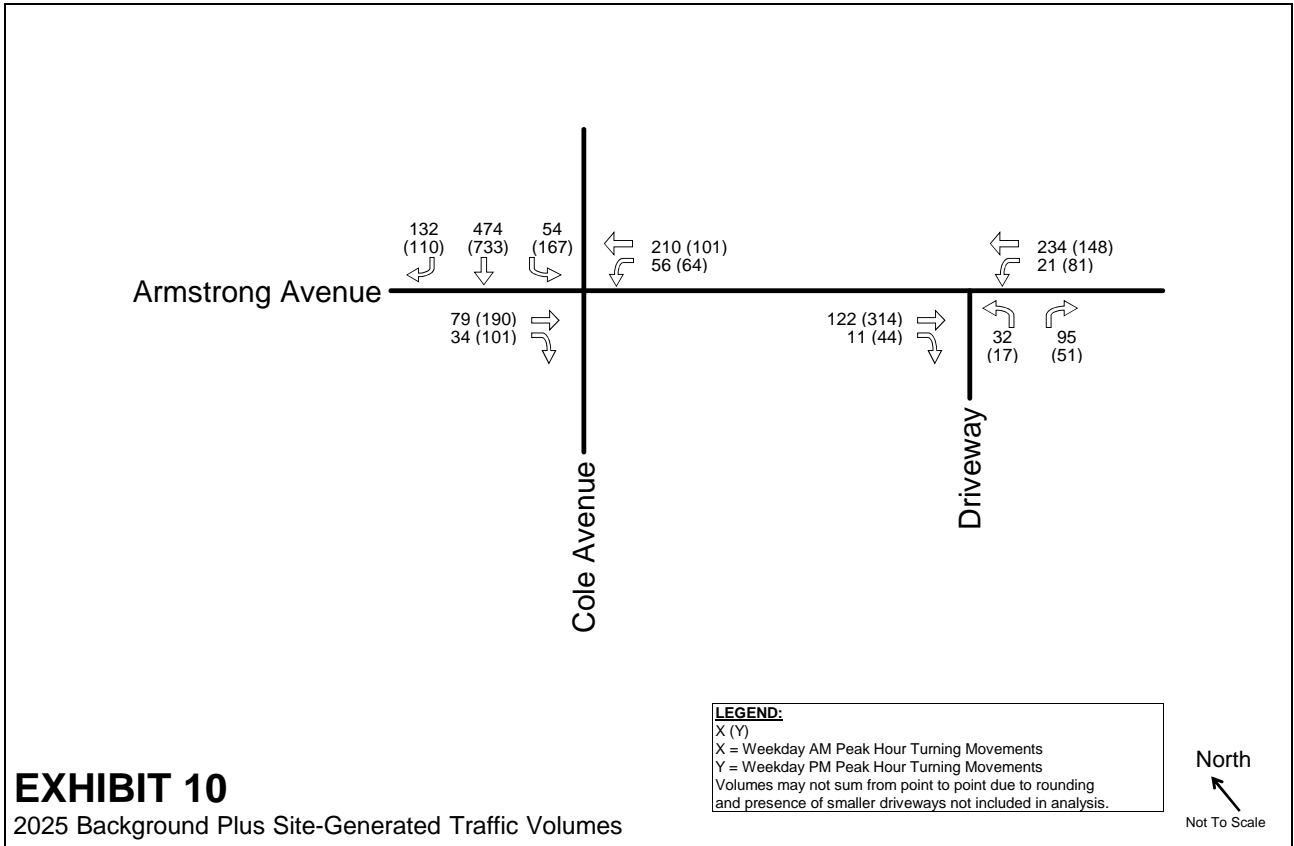 132 474 54
(110) (733) (167)
210 (101)
56 (64)
234 (148)
21 (81)
Armstrong Avenue
79 (190)
34 (101)
122 (314)
11 (44)
32 95
(17) (51)
Cole Avenue
Driveway
LEGEND:
X (Y)
X = Weekday AM Peak Hour Turning Movements
Y = Weekday PM Peak Hour Turning Movements
Volumes may not sum from point to point due to rounding
and presence of smaller driveways not included in analysis.
North
Not To Scale
EXHIBIT 10
2025 Background Plus Site-Generated Traffic Volumes